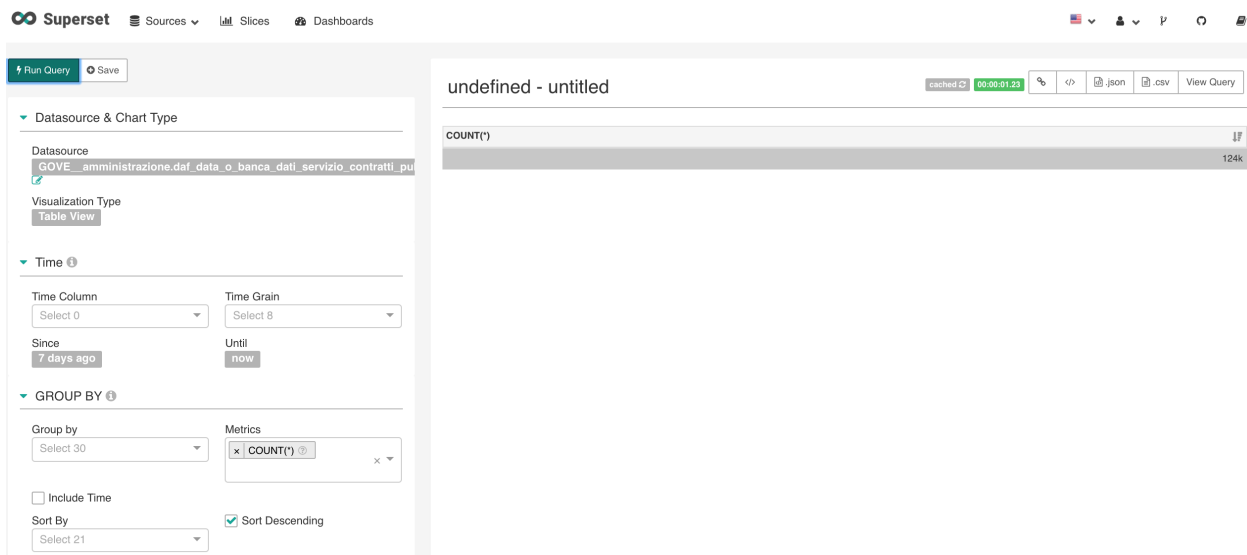 Superset Sources Slices Dashboards
Run Query Save
Datasource & Chart Type
Datasource
GOVE__amministrazione.daf_data_o_banca_dati_servizio_contratti_pu
Visualization Type
Table View
Time
Time Column Time Grain
Select 0 Select 8
Since Until
7 days ago now
GROUP BY
Group by Metrics
Select 30 × COUNT(*)
Include Time
Sort By Sort Descending
Select 21
undefined - untitled
cached 00:00:01.23 </> .json .csv View Query
COUNT(*)
124k